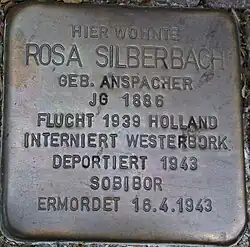 HIER WOHNTE
ROSA SILBERBACH
GEB. ANSPACHER
JG 1886
FLUCHT 1939 HOLLAND
INTERNIERT WESTERBORK
DEPORTIERT 1943
SOBIBOR
ERMORDET 16.4.1943